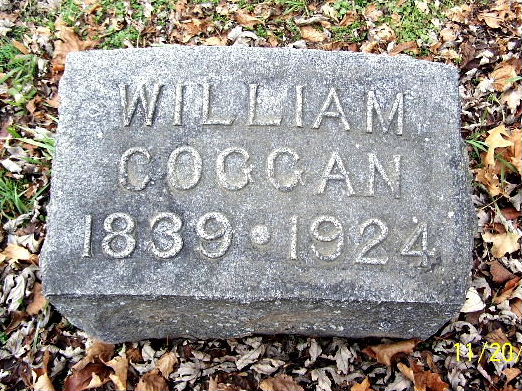 WILLIAM
COGGAN
1839 • 1924
11/20/